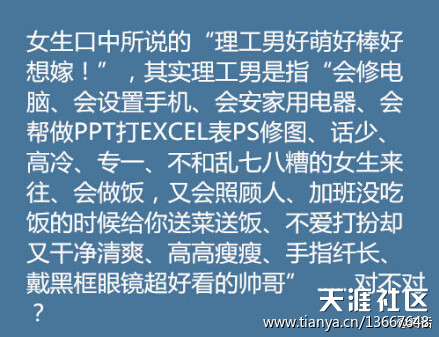 女生口中所说的“理工男好萌好棒好
想嫁！”，其实理工男是指“会修电
脑、会设置手机、会安家用电器、会
帮做PPT打EXCEL表PS修图、话少、
高冷、专一、不和乱七八糟的女生来
往、会做饭，又会照顾人、加班没吃
饭的时候给你送菜送饭、不爱打扮却
又干净清爽、高高瘦瘦、手指纤长、
戴黑框眼镜超好看的帅哥” ……对不对
？
天涯社区
www.tianya.cn/13667648